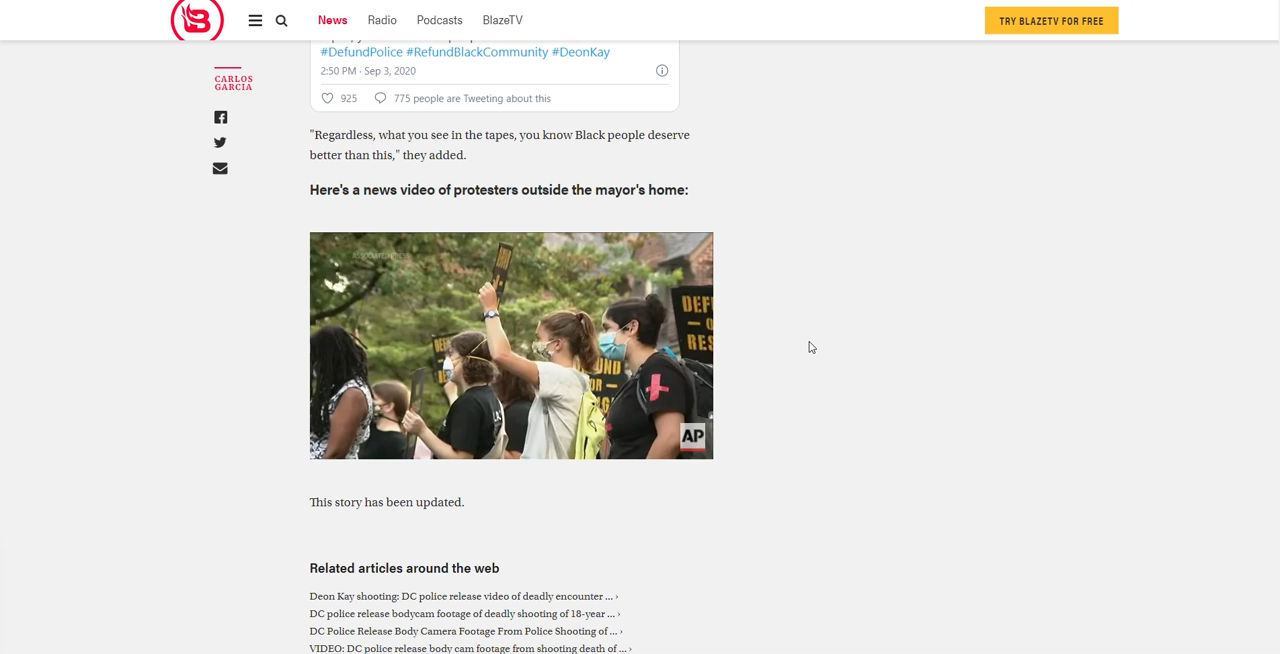 News Radio Podcasts BlazeTV
TRY BLAZETV FOR FREE
CARLOS
GARCIA
#DefundPolice #RefundBlackCommunity #DeonKay
2:50 PM · Sep 3, 2020
925 775 people are Tweeting about this
"Regardless, what you see in the tapes, you know Black people deserve
better than this," they added.
Here's a news video of protesters outside the mayor's home:
AP
This story has been updated.
Related articles around the web
Deon Kay shooting: DC police release video of deadly encounter ... ›
DC police release bodycam footage of deadly shooting of 18-year ... ›
DC Police Release Body Camera Footage From Police Shooting of ... ›
VIDEO: DC police release body cam footage from shooting death of ... ›